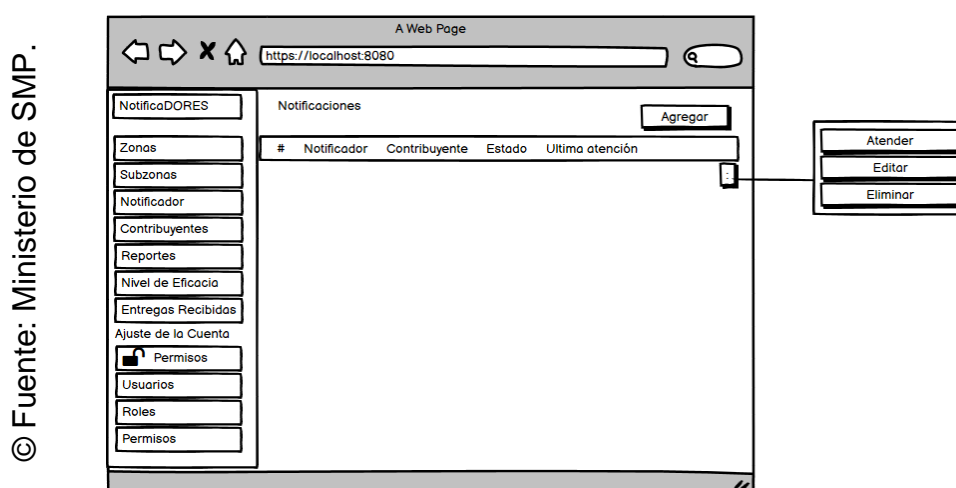 © Fuente: Ministerio de SMP.
A Web Page
https://localhost:8080
NotificaDORES
Zonas
Subzonas
Notificador
Contribuyentes
Reportes
Nivel de Eficacia
Entregas Recibidas
Ajuste de la Cuenta
Permisos
Usuarios
Roles
Permisos
Notificaciones
Agregar
# Notificador Contribuyente Estado Ultima atención
Atender
Editar
Eliminar